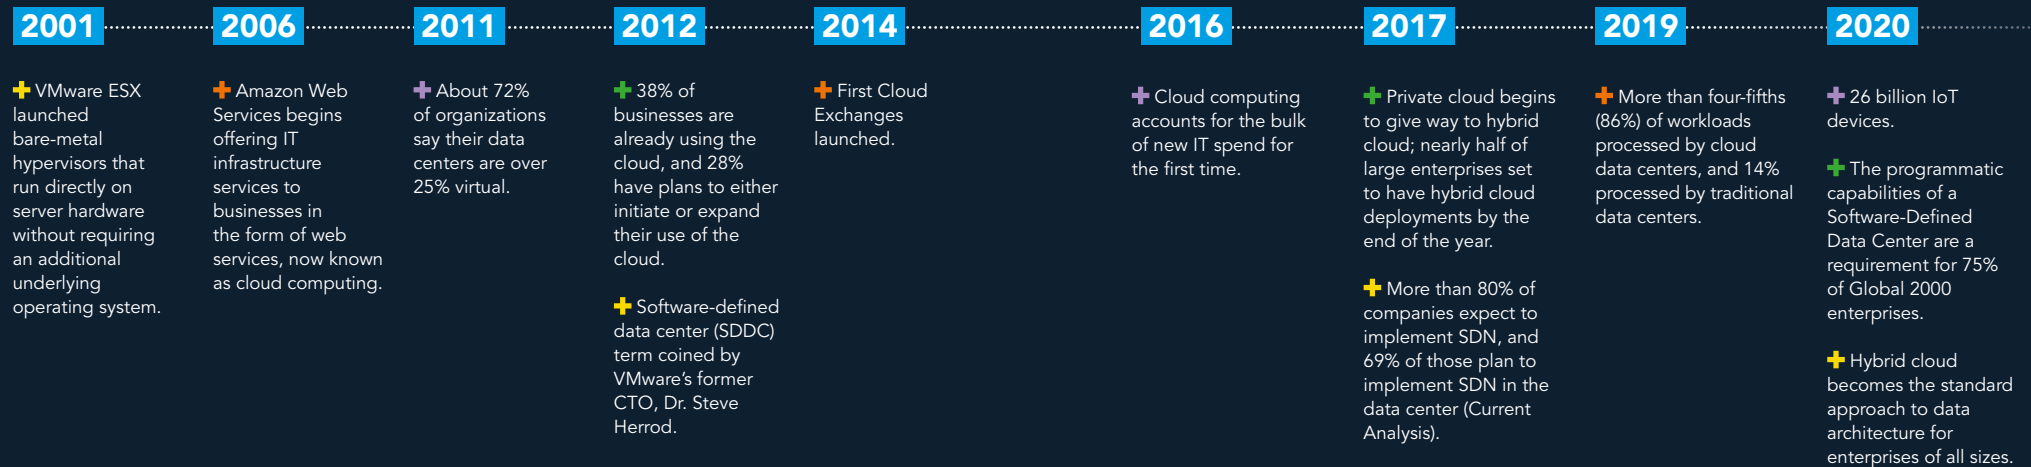 2001
VMware ESX
launched
bare-metal
hypervisors that
run directly on
server hardware
without requiring
an additional
underlying
operating system.
2006
Amazon Web
Services begins
offering IT
infrastructure
services to
businesses in
the form of web
services, now known
as cloud computing.
2011
About 72%
of organizations
say their data
centers are over
25% virtual.
2012
38% of
businesses are
already using the
cloud, and 28%
have plans to either
initiate or expand
their use of the
cloud.
Software-defined
data center (SDDC)
term coined by
VMware’s former
CTO, Dr. Steve
Herrod.
2014
First Cloud
Exchanges
launched.
2016
Cloud computing
accounts for the bulk
of new IT spend for
the first time.
2017
Private cloud begins
to give way to hybrid
cloud; nearly half of
large enterprises set
to have hybrid cloud
deployments by the
end of the year.
More than 80% of
companies expect to
implement SDN, and
69% of those plan to
implement SDN in the
data center (Current
Analysis).
2019
More than four-fifths
(86%) of workloads
processed by cloud
data centers, and 14%
processed by traditional
data centers.
2020
26 billion IoT
devices.
The programmatic
capabilities of a
Software-Defined
Data Center are a
requirement for 75%
of Global 2000
enterprises.
Hybrid cloud
becomes the standard
approach to data
architecture for
enterprises of all sizes.